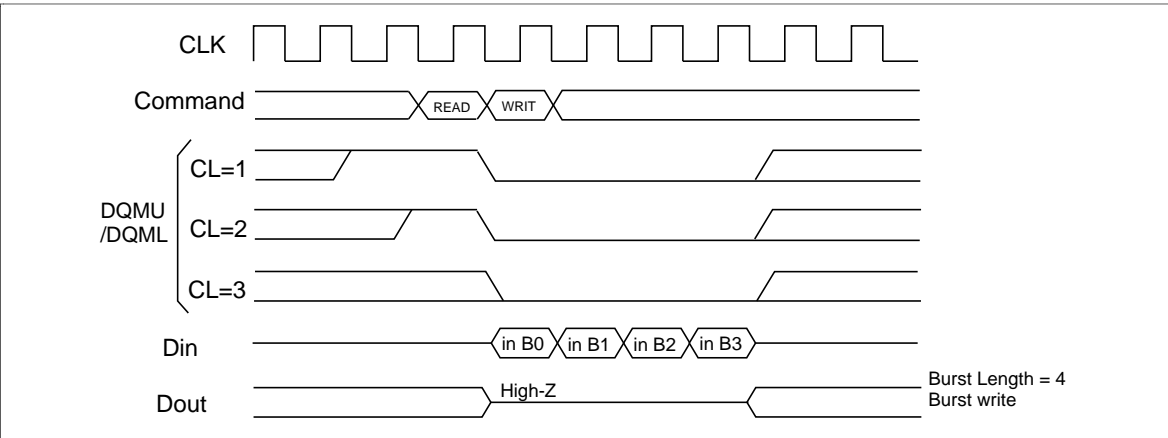 CLK
Command
READ
WRIT
CL=1
DQMU
/DQML
CL=2
CL=3
Din
in B0
in B1
in B2
in B3
Dout
High-Z
Burst Length = 4
Burst write